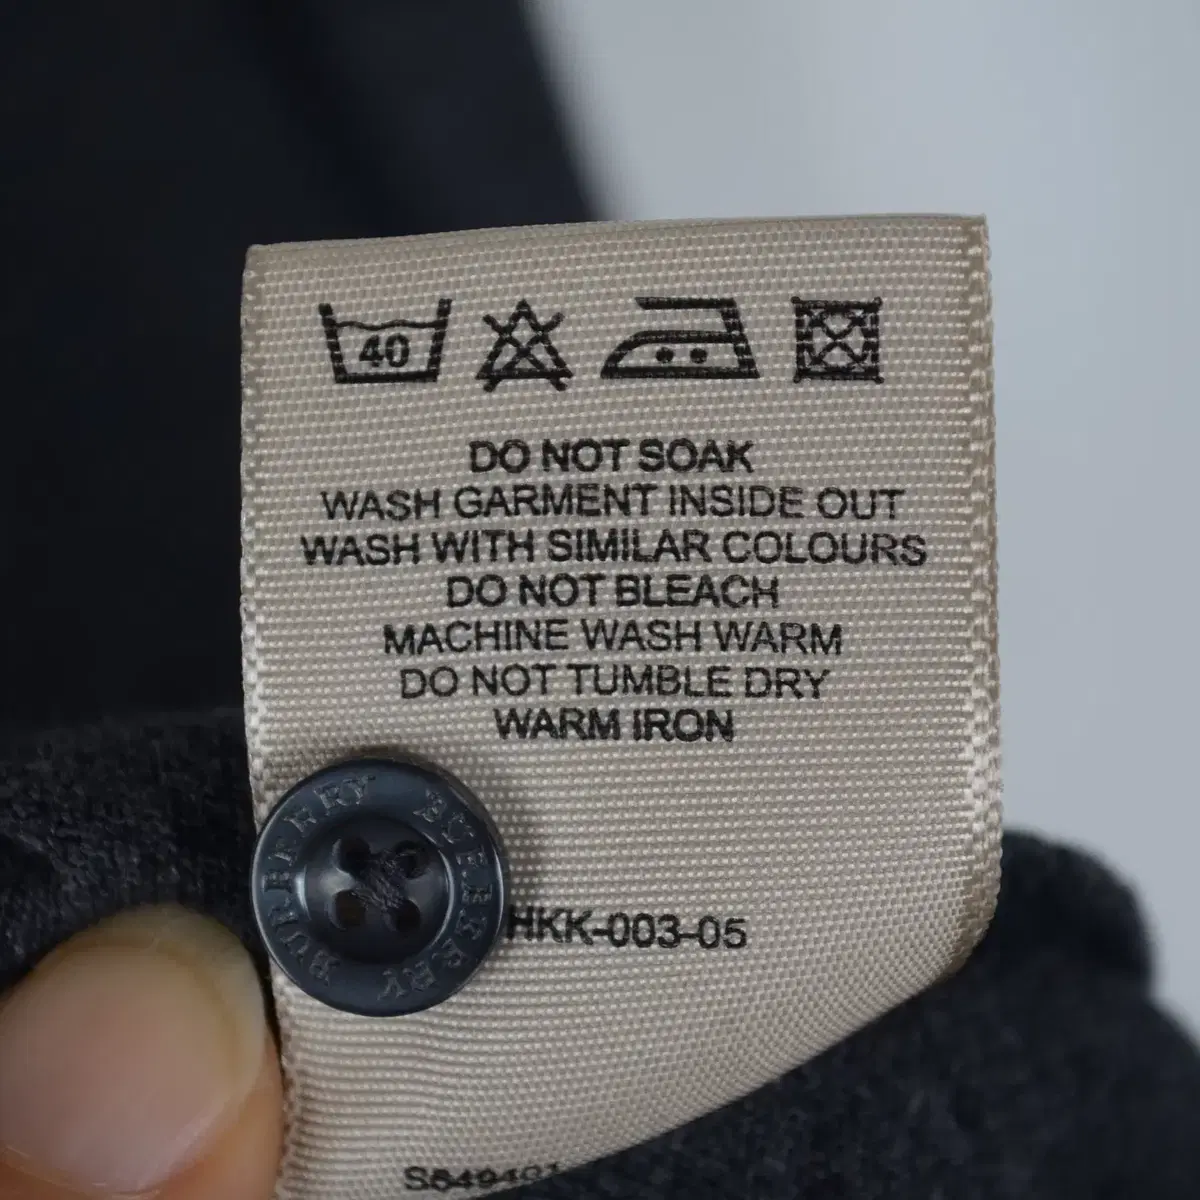 40
DO NOT SOAK
WASH GARMENT INSIDE OUT
WASH WITH SIMILAR COLOURS
DO NOT BLEACH
MACHINE WASH WARM
DO NOT TUMBLE DRY
WARM IRON
BURBERRY BURBERRY
HKK-003-05